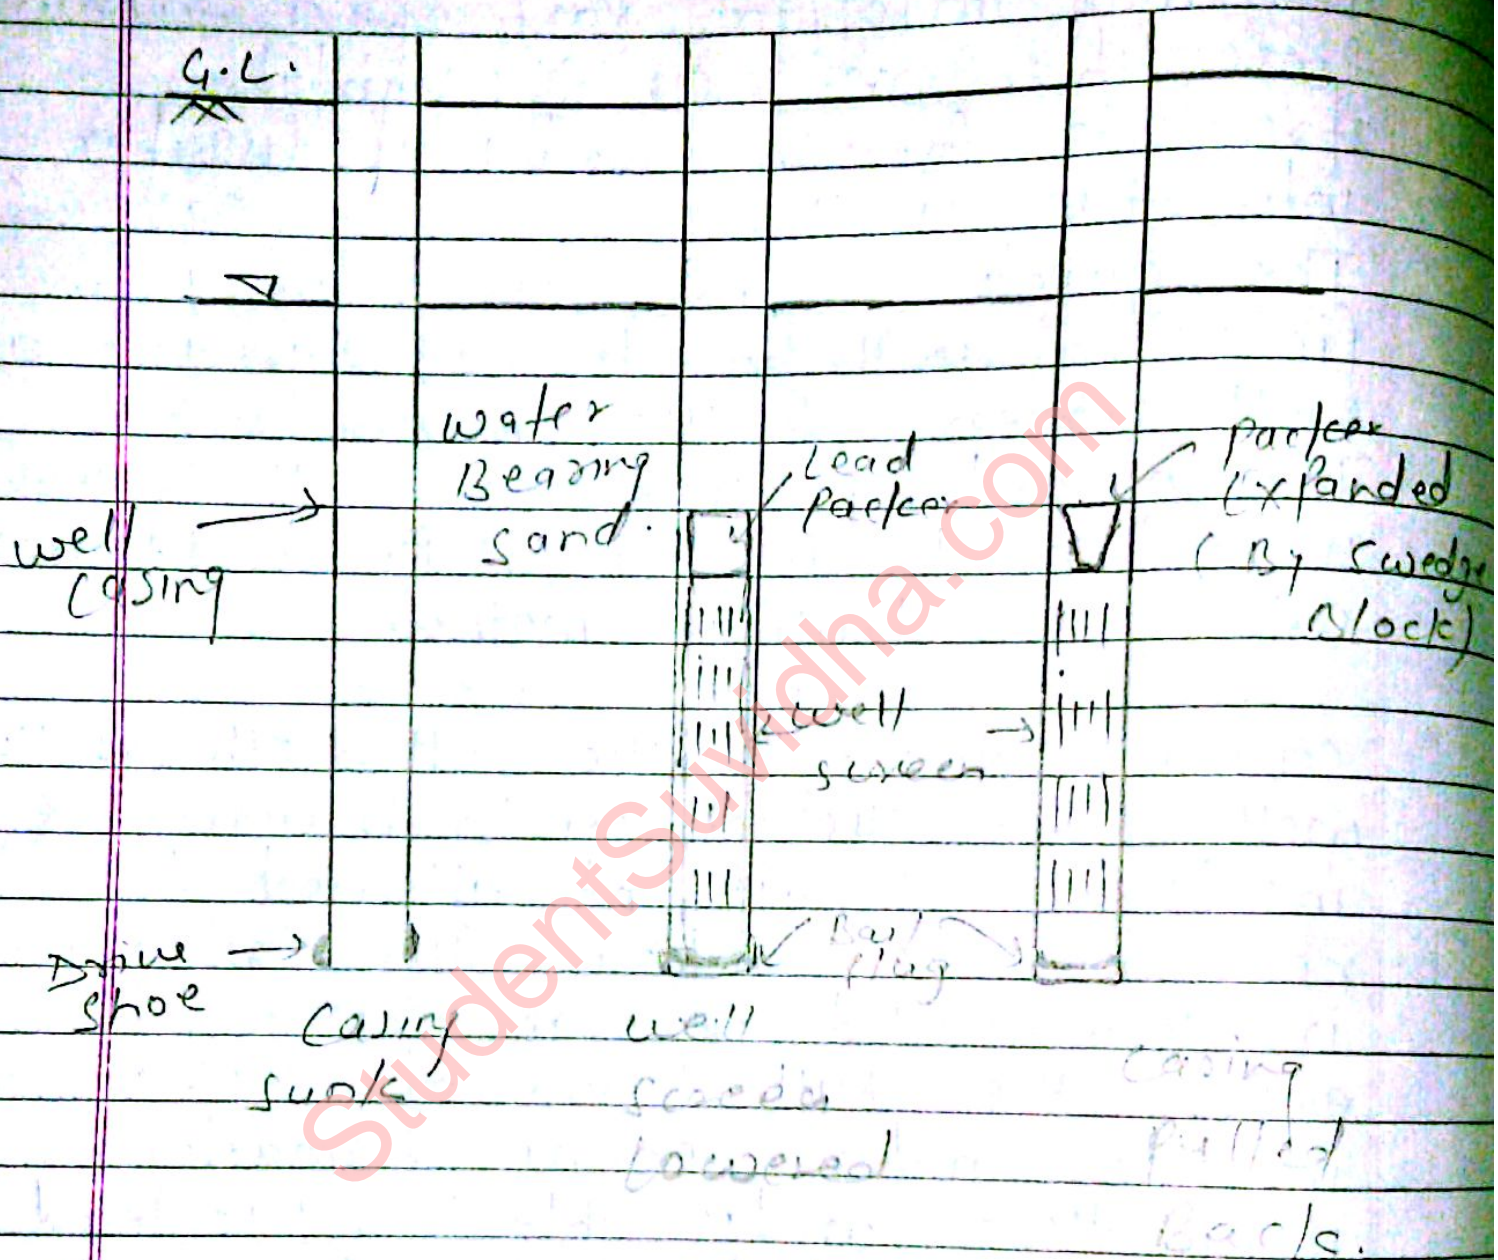 G.L.
Water
Bearing
Sand.
Lead
Packer
Packer
Expanded
(By Swedge
Block)
Well
Casing
Well
Screen
Bail
Plug
Drive
Shoe
Casing
Sunk
Well
Screen
Lowered
Casing
Pulled
Back.
StudentSuvidha.com